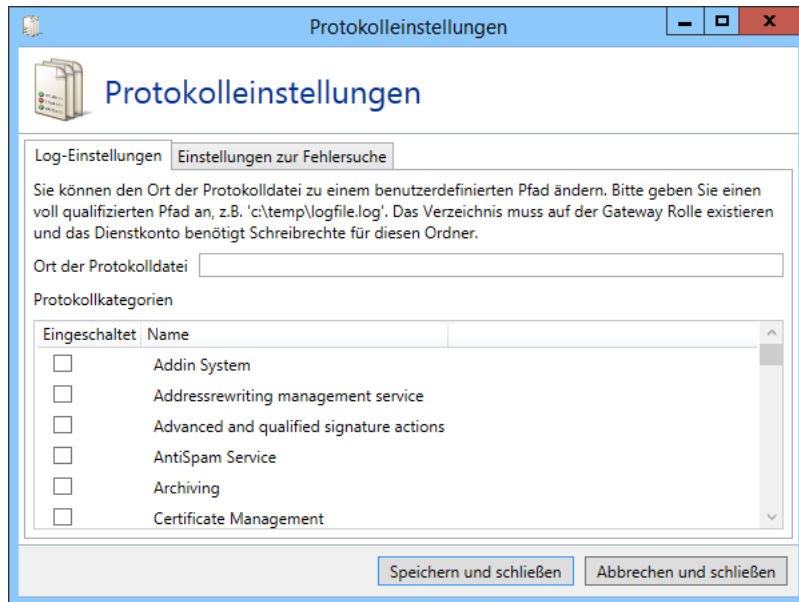 Protokolleinstellungen
Protokolleinstellungen
Log-Einstellungen Einstellungen zur Fehlersuche
Sie können den Ort der Protokolldatei zu einem benutzerdefinierten Pfad ändern. Bitte geben Sie einen
voll qualifizierten Pfad an, z.B. 'c:\temp\logfile.log'. Das Verzeichnis muss auf der Gateway Rolle existieren
und das Dienstkonto benötigt Schreibrechte für diesen Ordner.
Ort der Protokolldatei
Protokollkategorien
Eingeschaltet Name
Addin System
Addressrewriting management service
Advanced and qualified signature actions
AntiSpam Service
Archiving
Certificate Management
Speichern und schließen Abbrechen und schließen